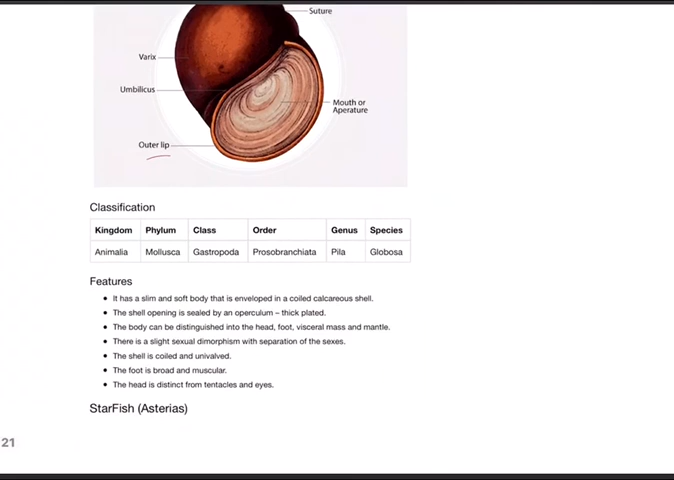 Suture
Varix
Umbilicus
Mouth or
Aperature
Outer lip
Classification
Kingdom Phylum Class Order Genus Species
Animalia Mollusca Gastropoda Prosobranchiata Pila Globosa
Features
• It has a slim and soft body that is enveloped in a coiled calcareous shell.
• The shell opening is sealed by an operculum – thick plated.
• The body can be distinguished into the head, foot, visceral mass and mantle.
• There is a slight sexual dimorphism with separation of the sexes.
• The shell is coiled and univalved.
• The foot is broad and muscular.
• The head is distinct from tentacles and eyes.
StarFish (Asterias)
21